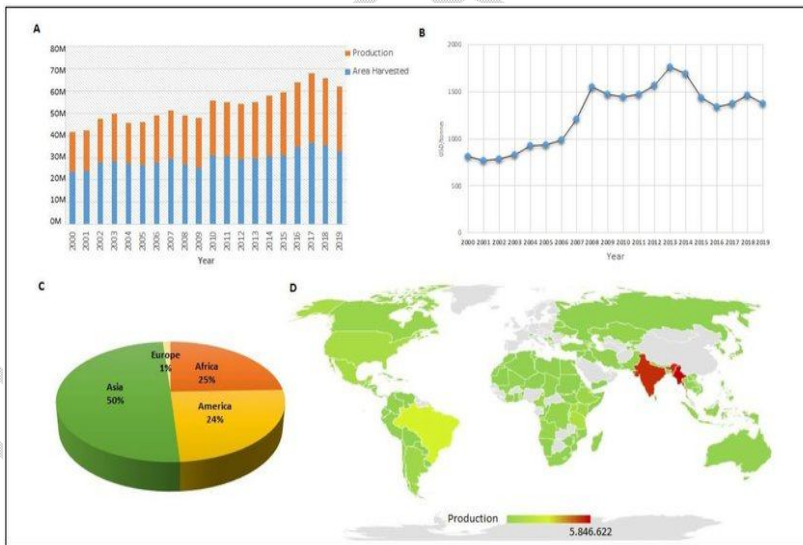 A
80M
70M
60M
50M
40M
30M
20M
10M
0M
Production
Area Harvested
2000 2001 2002 2003 2004 2005 2006 2007 2008 2009 2010 2011 2012 2013 2014 2015 2016 2017 2018 2019
Year
B
2000
1500
1000
500
0
USD/tonnes
2000 2001 2002 2003 2004 2005 2006 2007 2008 2009 2010 2011 2012 2013 2014 2015 2016 2017 2018 2019
Year
C
Europe
1%
Africa
25%
Asia
50%
America
24%
D
Production
5.846.622